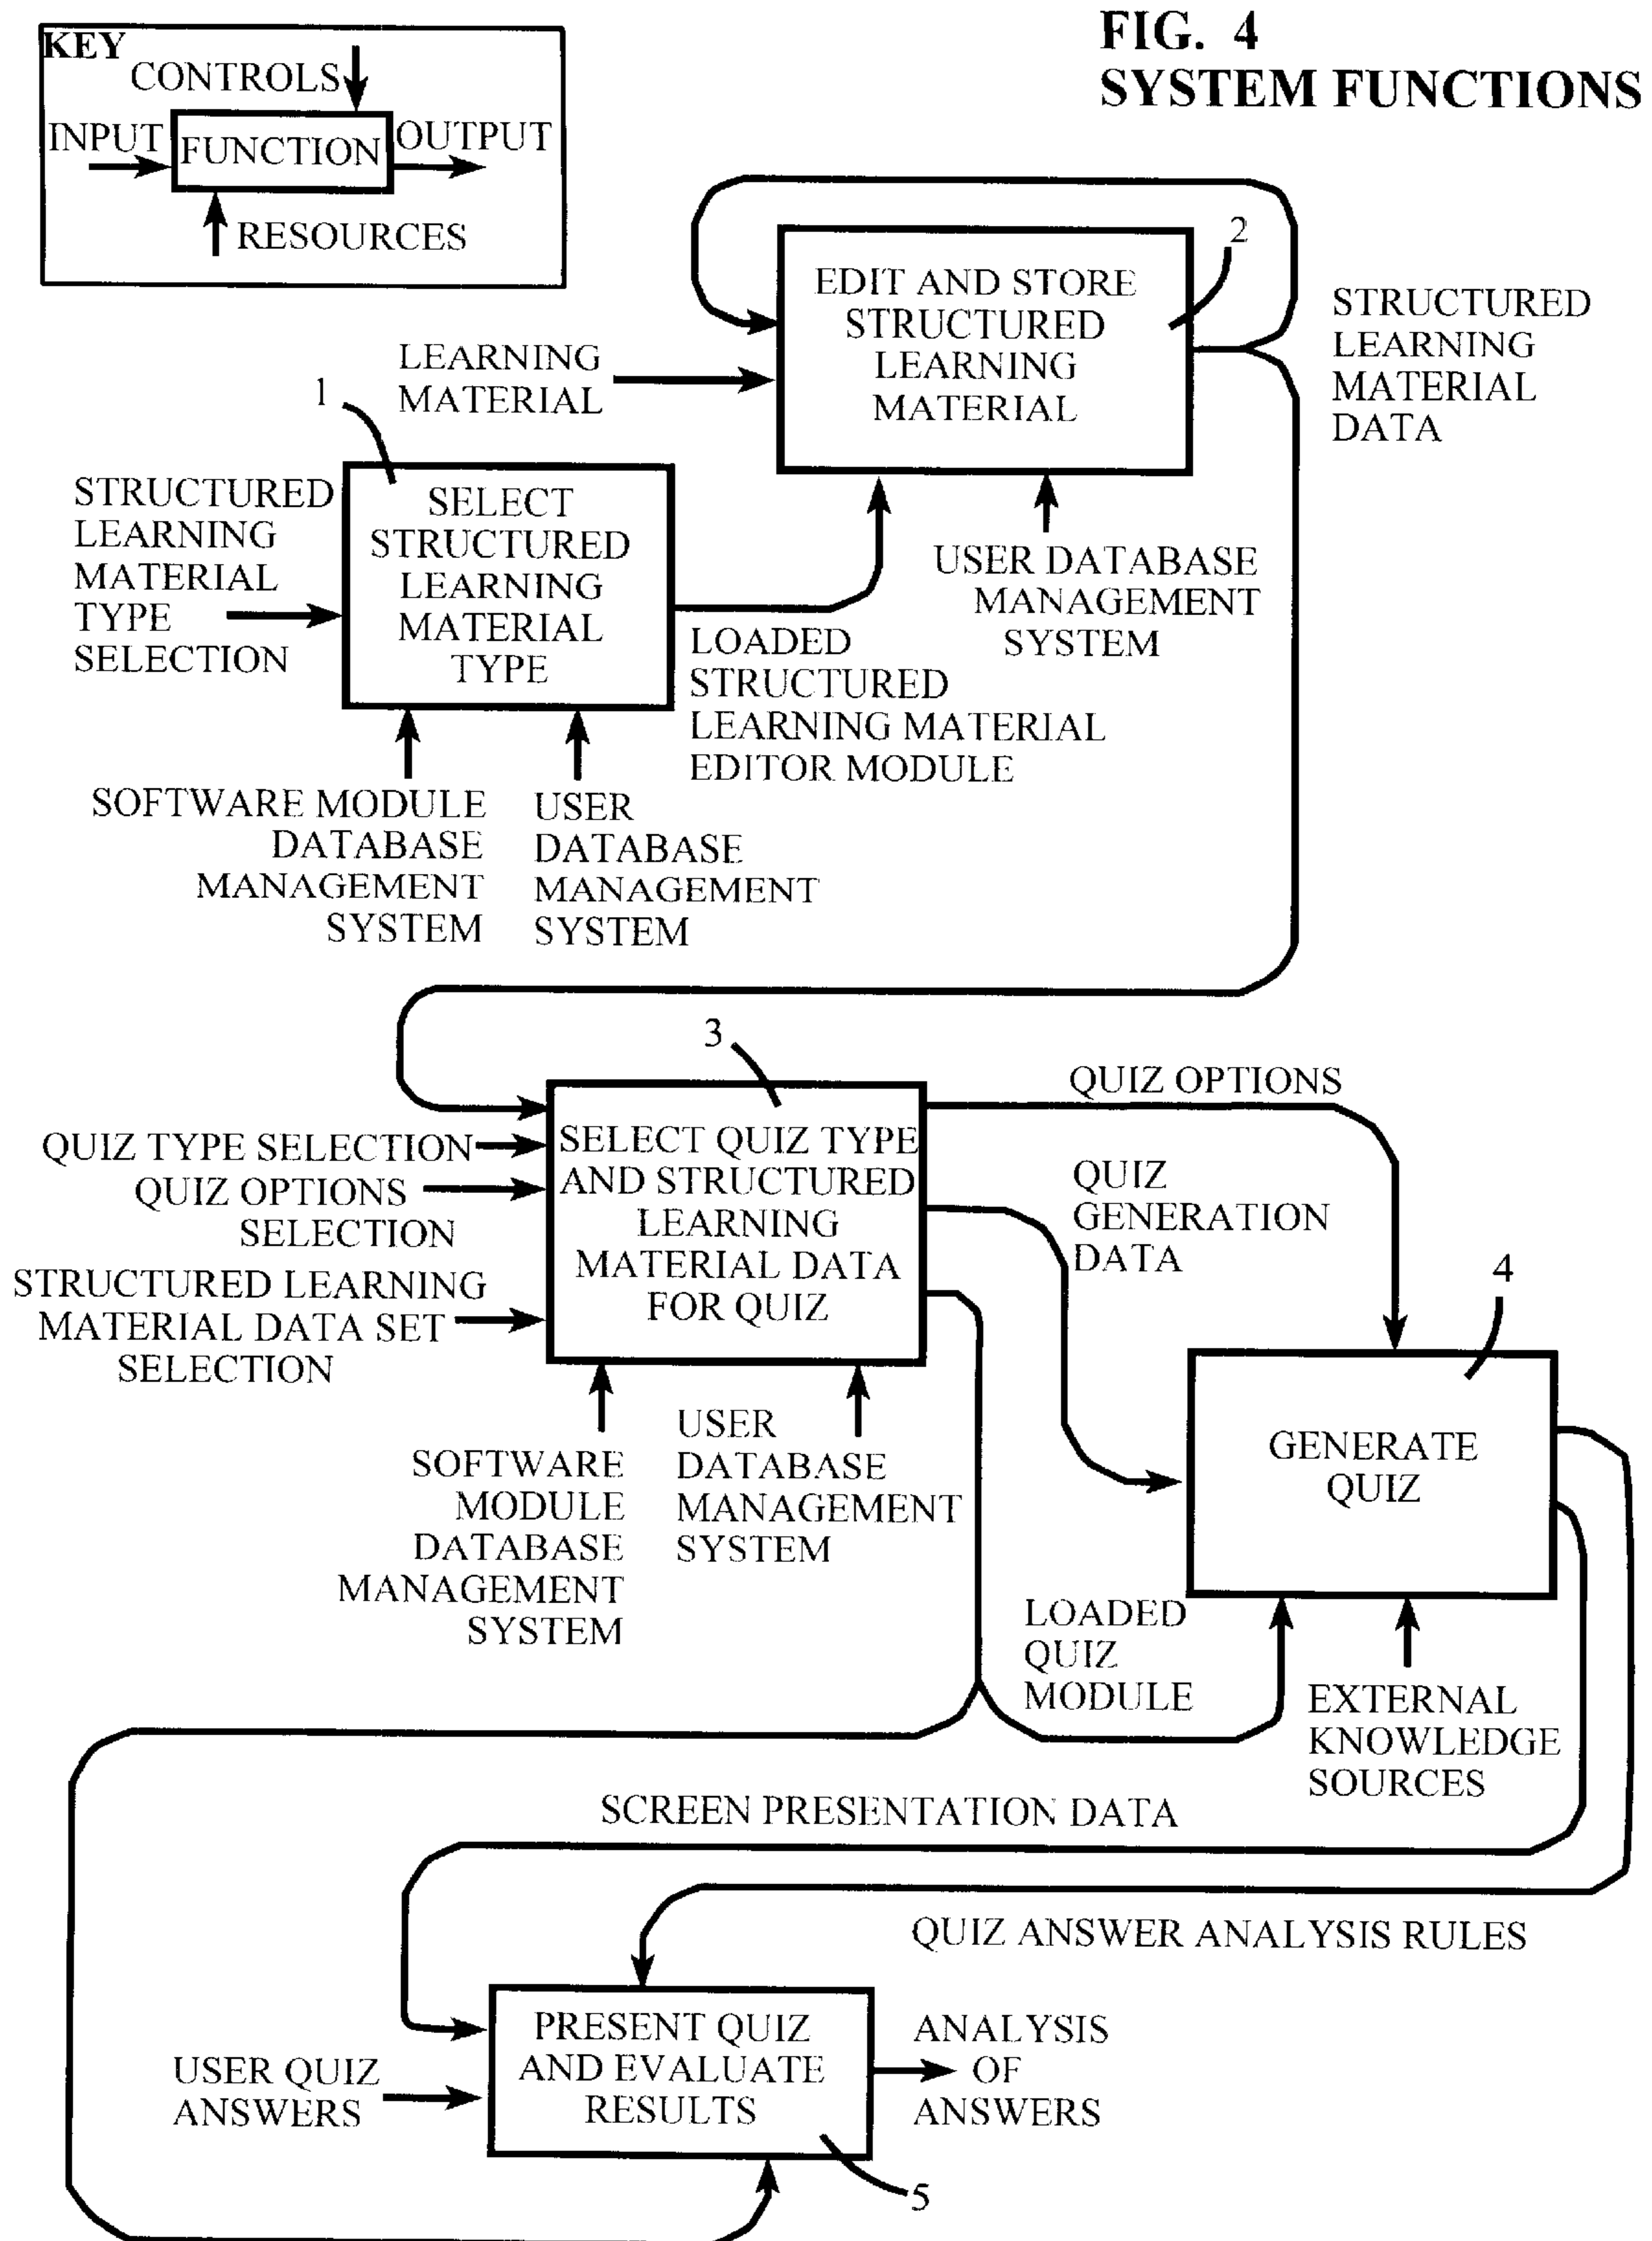 FIG. 4
SYSTEM FUNCTIONS
KEY
CONTROLS
INPUT
FUNCTION
OUTPUT
RESOURCES
2
EDIT AND STORE
STRUCTURED
LEARNING
MATERIAL
STRUCTURED
LEARNING
MATERIAL
DATA
LEARNING
MATERIAL
1
STRUCTURED
LEARNING
MATERIAL
TYPE
SELECTION
SELECT
STRUCTURED
LEARNING
MATERIAL
TYPE
USER DATABASE
MANAGEMENT
SYSTEM
LOADED
STRUCTURED
LEARNING MATERIAL
EDITOR MODULE
SOFTWARE MODULE
DATABASE
MANAGEMENT
SYSTEM
USER
DATABASE
MANAGEMENT
SYSTEM
3
QUIZ OPTIONS
QUIZ TYPE SELECTION
QUIZ OPTIONS
SELECTION
STRUCTURED LEARNING
MATERIAL DATA SET
SELECTION
SELECT QUIZ TYPE
AND STRUCTURED
LEARNING
MATERIAL DATA
FOR QUIZ
QUIZ
GENERATION
DATA
4
GENERATE
QUIZ
SOFTWARE
MODULE
DATABASE
MANAGEMENT
SYSTEM
USER
DATABASE
MANAGEMENT
SYSTEM
LOADED
QUIZ
MODULE
EXTERNAL
KNOWLEDGE
SOURCES
SCREEN PRESENTATION DATA
QUIZ ANSWER ANALYSIS RULES
USER QUIZ
ANSWERS
PRESENT QUIZ
AND EVALUATE
RESULTS
ANALYSIS
OF
ANSWERS
5